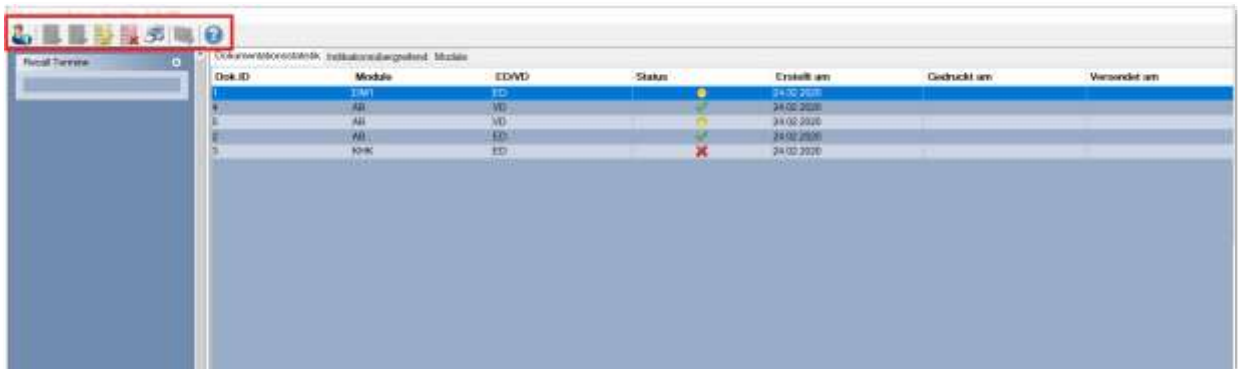 Recall Termine
Dokumentationsstatistik Indikationsübergreifend Module
Dok.ID Module ED/VD Status Erstellt am Gedruckt am Versendet am
1 DM1 ED 24.02.2020
4 AB VD 24.02.2020
AB VD 24.02.2020
2 AB ED 24.02.2020
3 KHK ED 24.02.2020